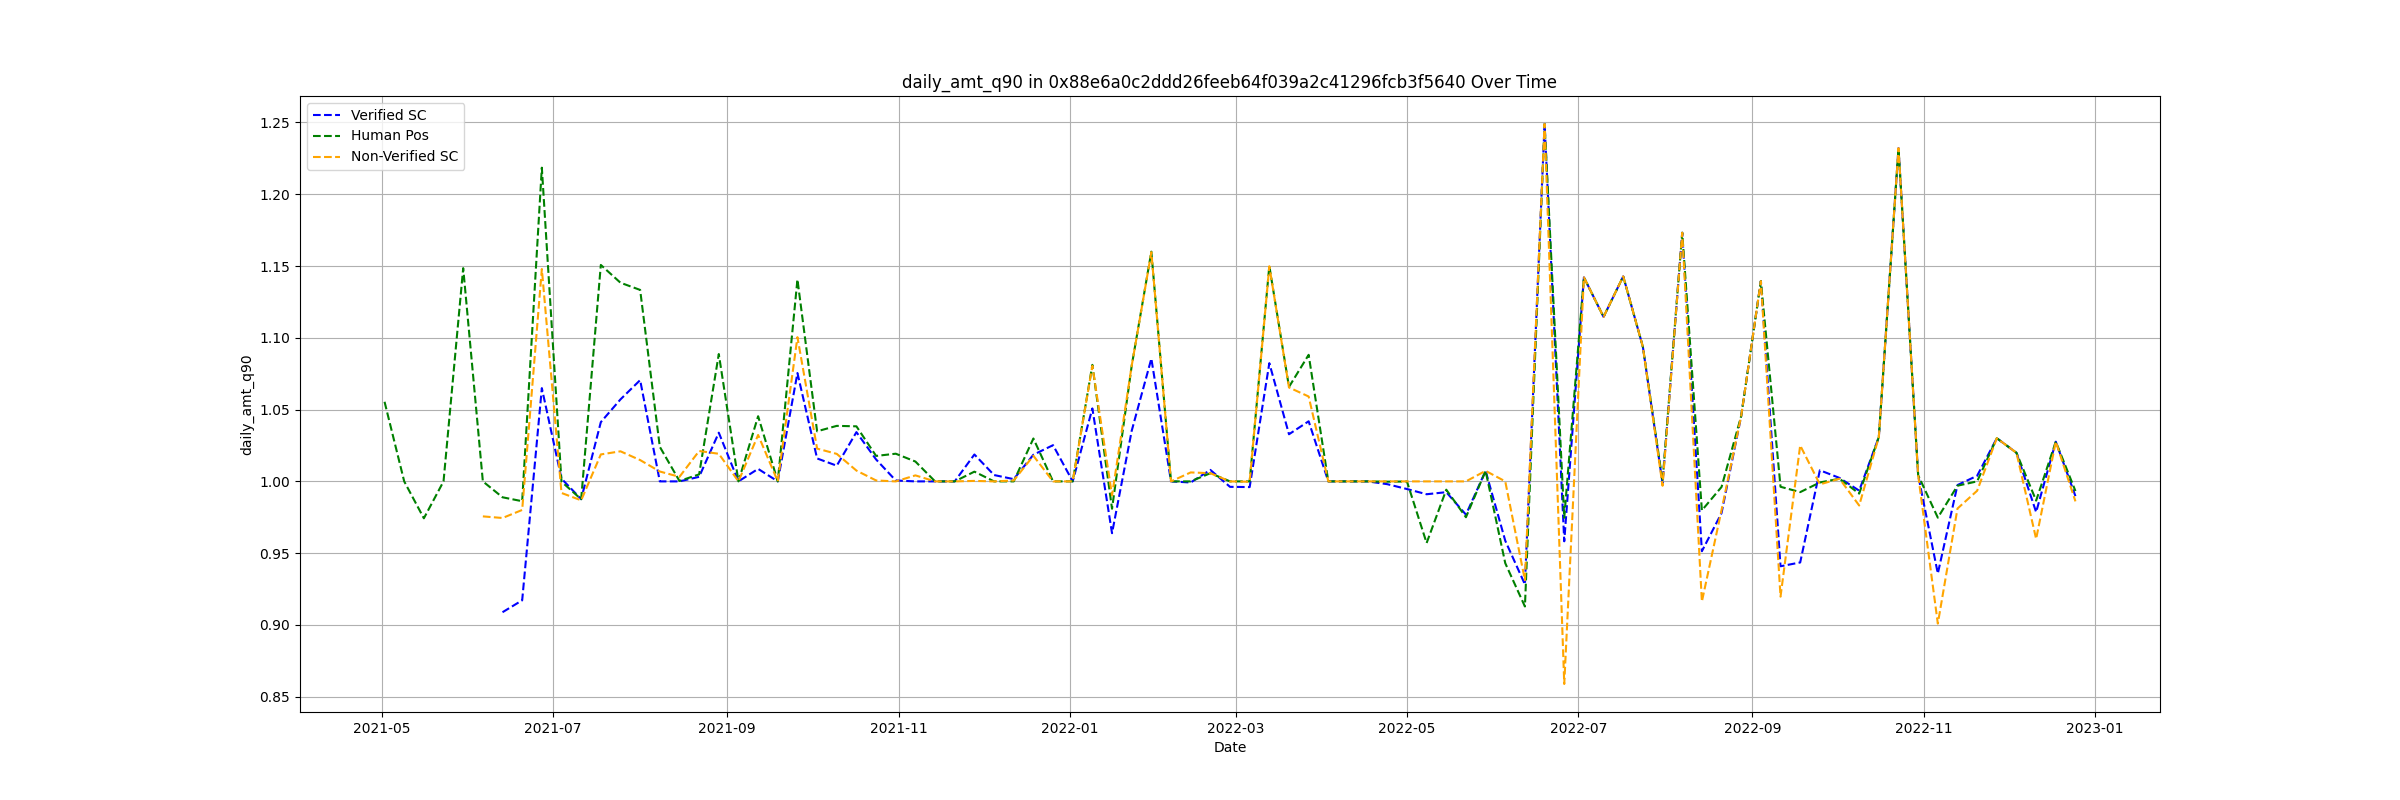 daily_amt_q90 in 0x88e6a0c2ddd26feeb64f039a2c41296fcb3f5640 Over Time
Verified SC
Human Pos
Non-Verified SC
daily_amt_q90
1.25
1.20
1.15
1.10
1.05
1.00
0.95
0.90
0.85
2021-05 2021-07 2021-09 2021-11 2022-01 2022-03 2022-05 2022-07 2022-09 2022-11 2023-01
Date